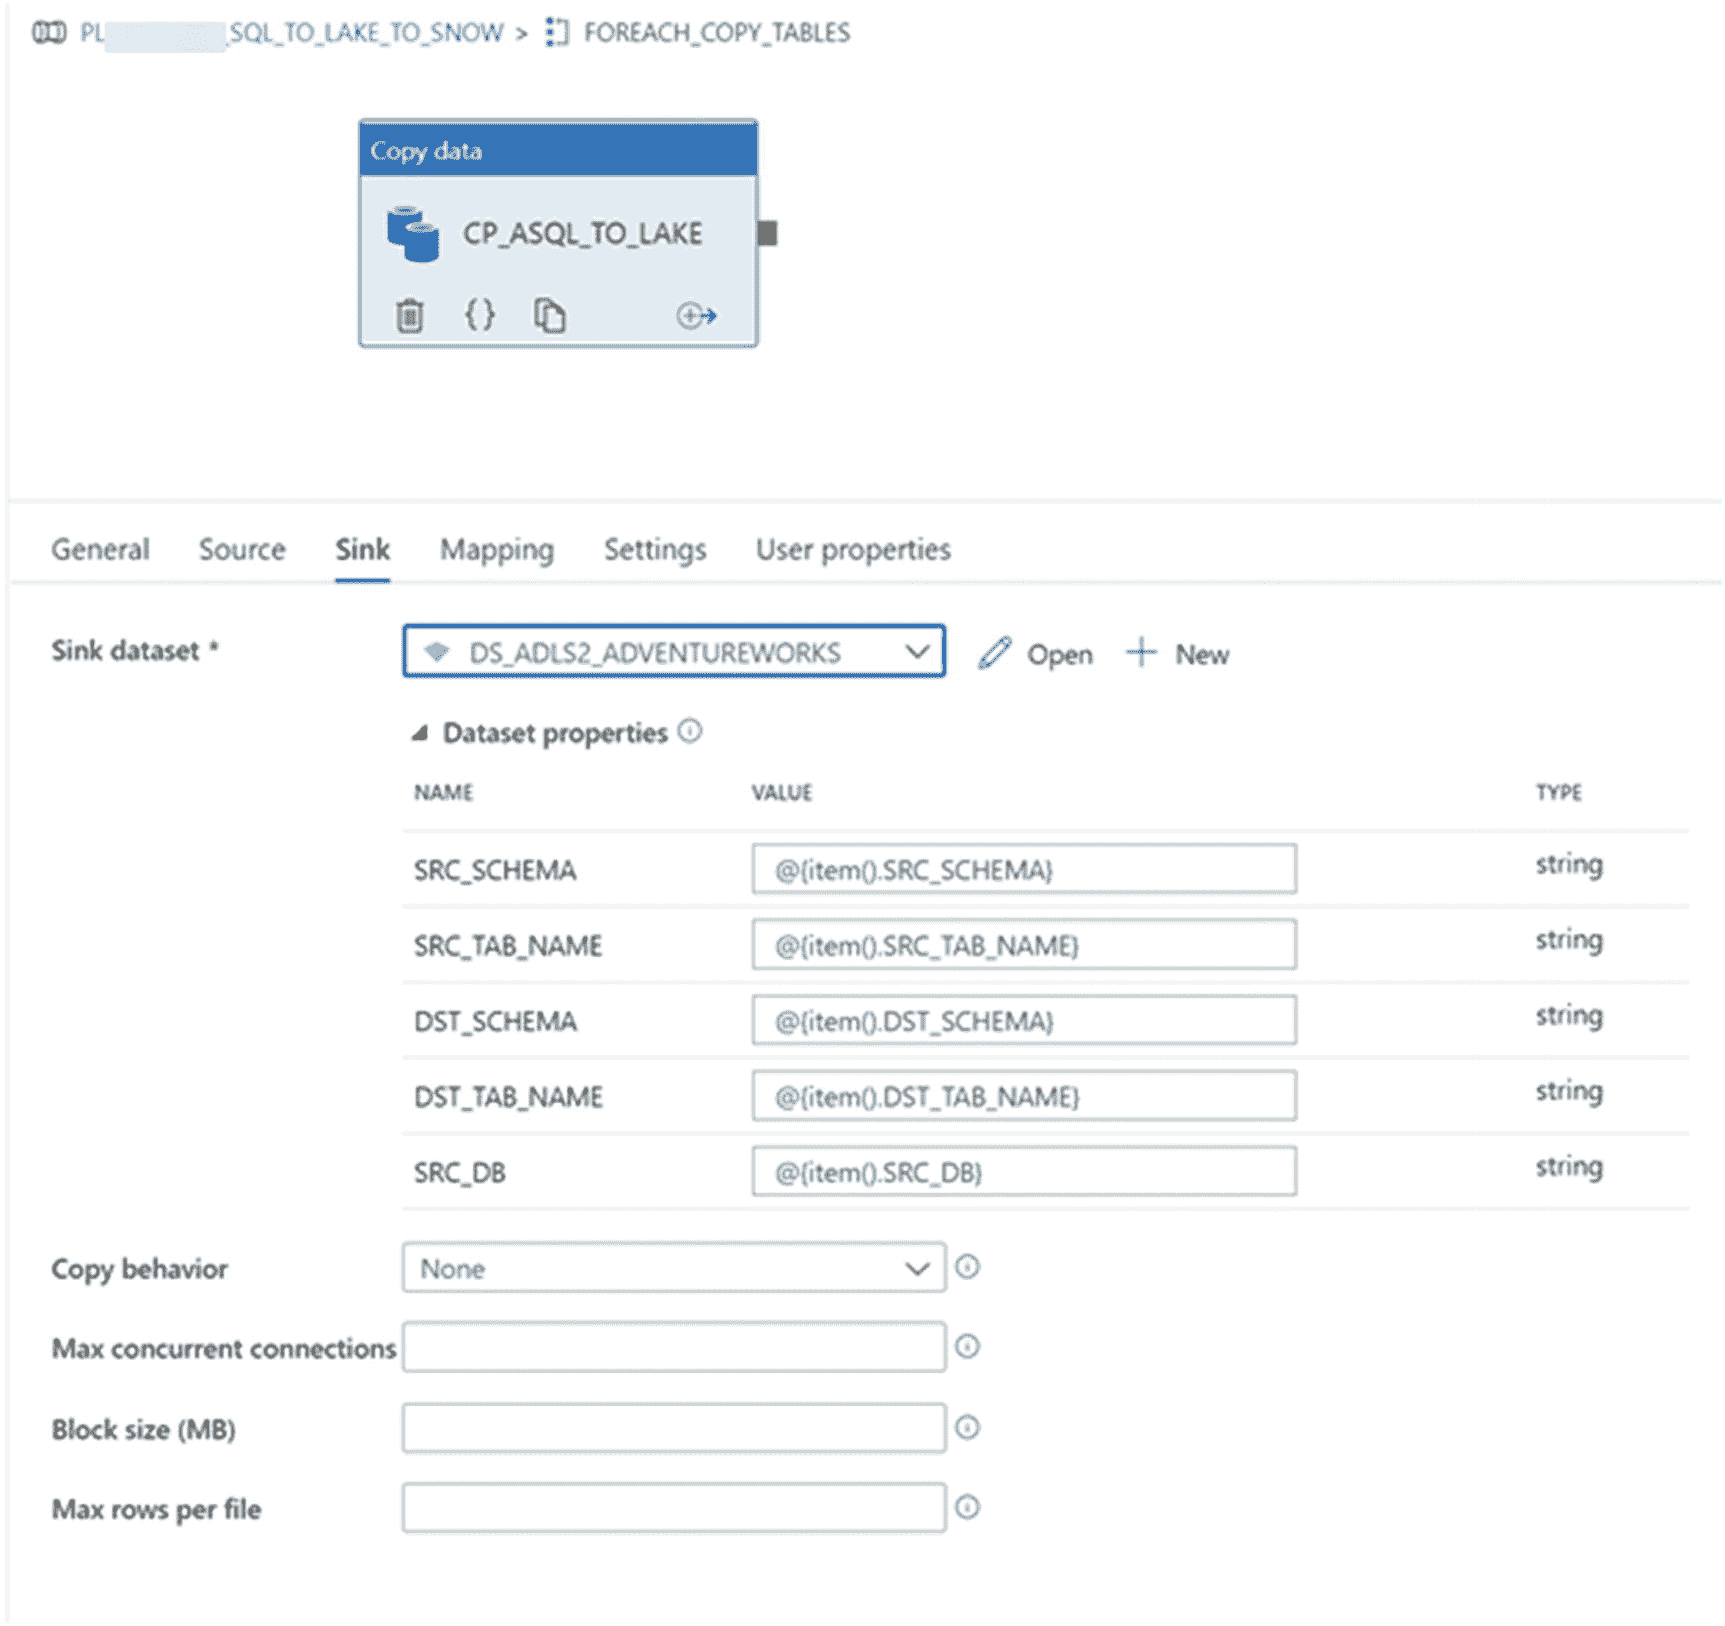 PL _SQL_TO_LAKE_TO_SNOW > FOREACH_COPY_TABLES
Copy data
CP_ASQL_TO_LAKE
{}
General Source Sink Mapping Settings User properties
Sink dataset * DS_ADLS2_ADVENTUREWORKS Open + New
Dataset properties
NAME VALUE TYPE
SRC_SCHEMA @{item().SRC_SCHEMA} string
SRC_TAB_NAME @{item().SRC_TAB_NAME} string
DST_SCHEMA @{item().DST_SCHEMA} string
DST_TAB_NAME @{item().DST_TAB_NAME} string
SRC_DB @{item().SRC_DB} string
Copy behavior None
Max concurrent connections
Block size (MB)
Max rows per file